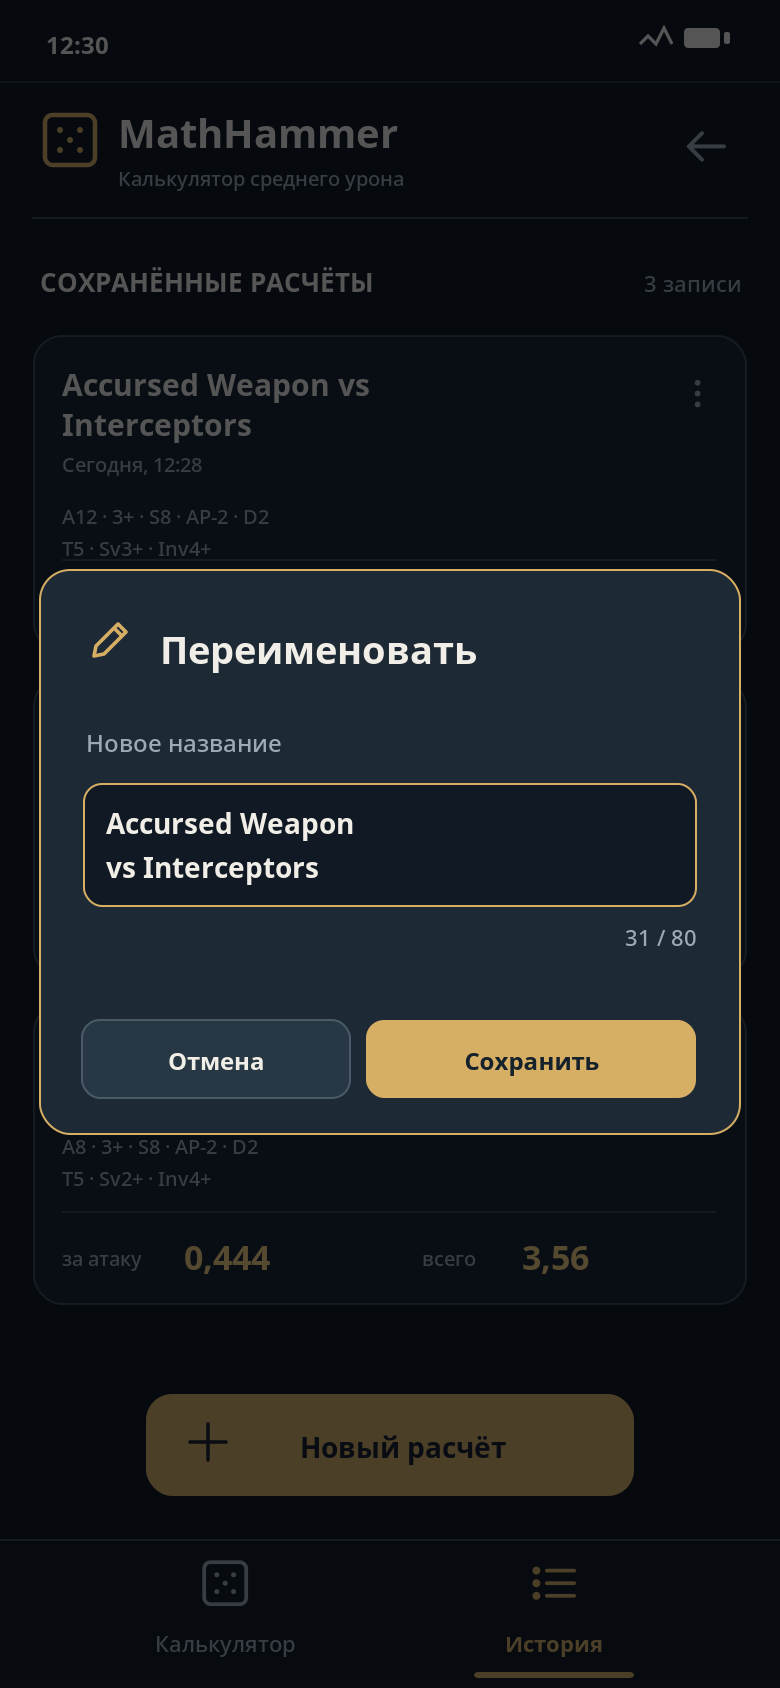 12:30
MathHammer
Калькулятор среднего урона
СОХРАНЁННЫЕ РАСЧЁТЫ
3 записи
Accursed Weapon vs
Interceptors
Сегодня, 12:28
A12 · 3+ · S8 · AP-2 · D2
T5 · Sv3+ · Inv4+
Переименовать
Новое название
Accursed Weapon
vs Interceptors
31 / 80
Отмена
Сохранить
A8 · 3+ · S8 · AP-2 · D2
T5 · Sv2+ · Inv4+
за атаку 0,444 всего 3,56
Новый расчёт
Калькулятор
История